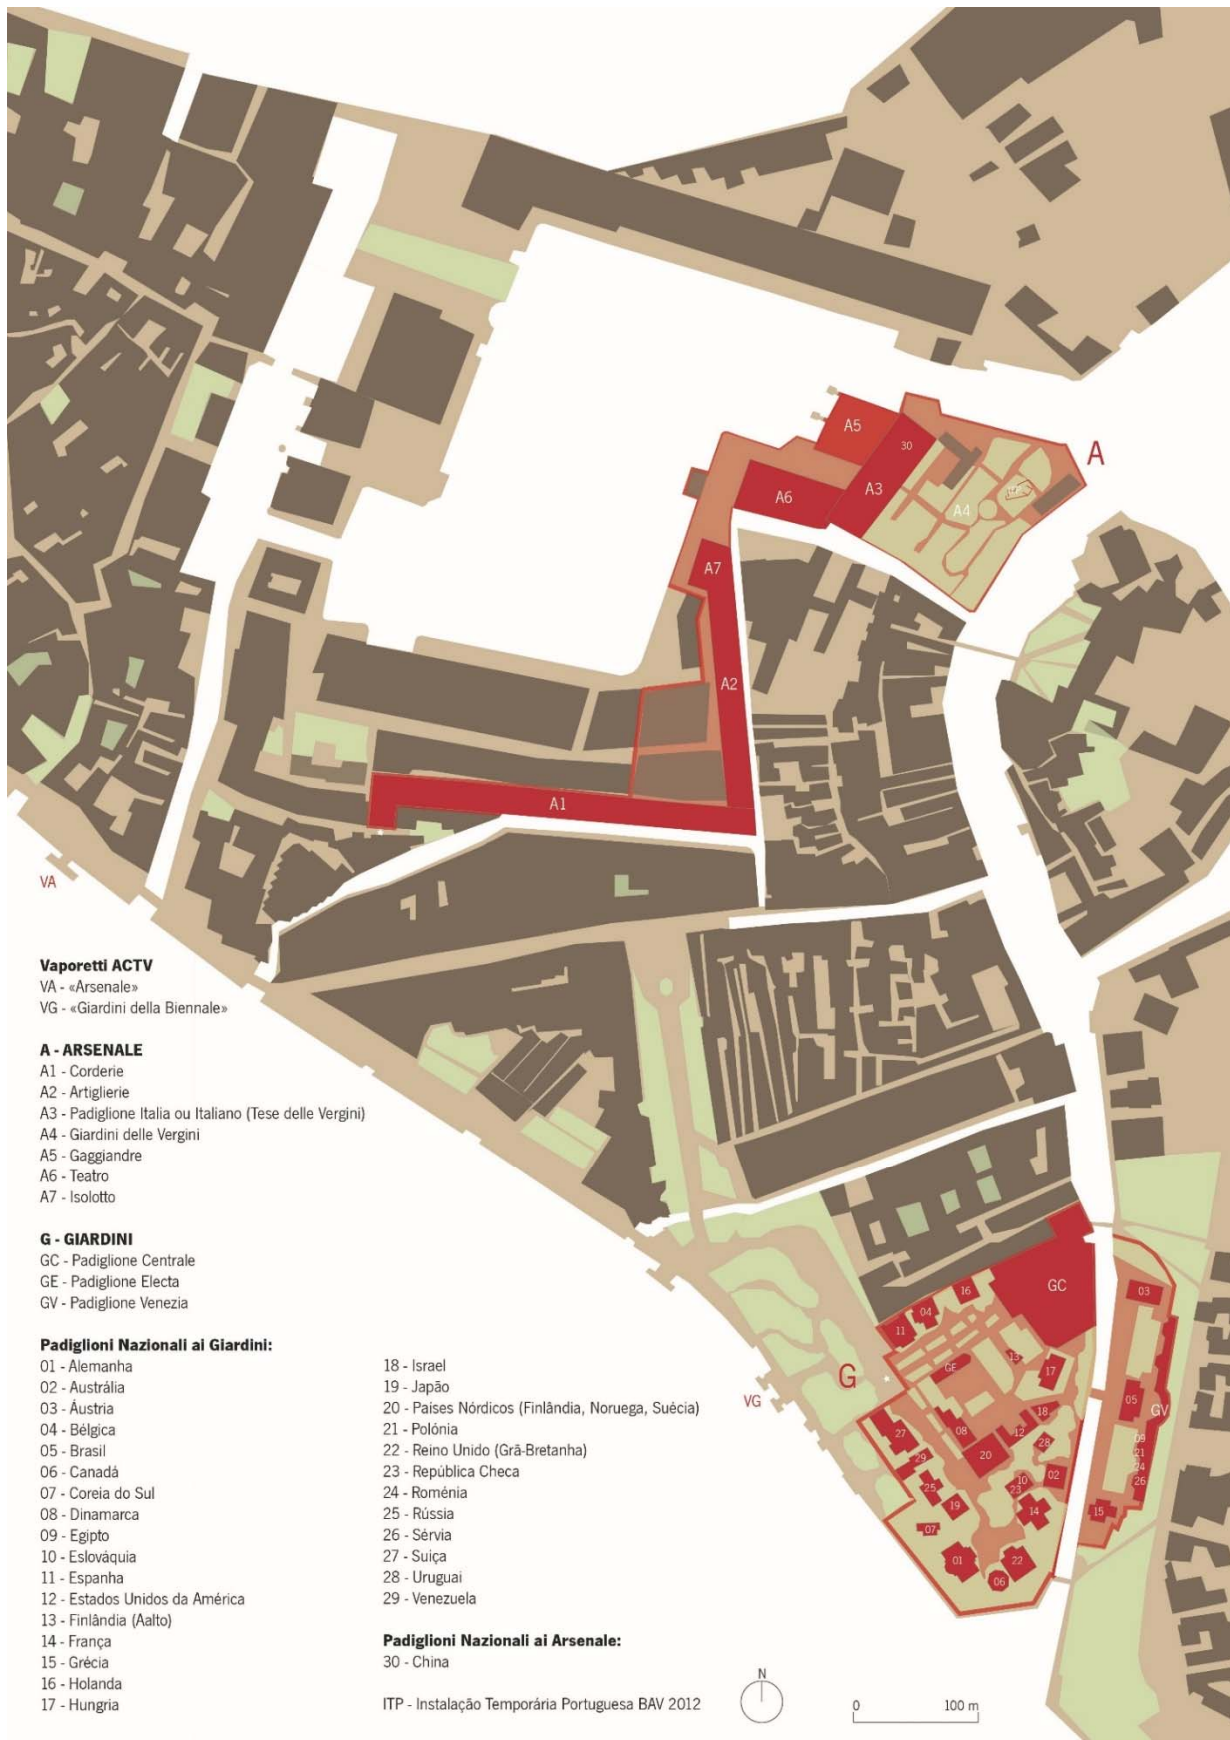 A5
30
A
A6
A3
A4
ITP
A7
A2
A1
VA
Vaporetti ACTV
VA - «Arsenale»
VG - «Giardini della Biennale»
A - ARSENALE
A1 - Corderie
A2 - Artiglierie
A3 - Padiglione Italia ou Italiano (Tese delle Vergini)
A4 - Giardini delle Vergini
A5 - Gaggiandre
A6 - Teatro
A7 - Isolotto
G - GIARDINI
GC - Padiglione Centrale
GE - Padiglione Electa
GV - Padiglione Venezia
GC
03
16
04
11
13
GE
17
G
VG
05
GV
18
27
08
12
28
09
21
24
26
29
20
02
10
23
25
19
14
15
07
01
22
06
Padiglioni Nazionali ai Giardini:
01 - Alemanha
02 - Austrália
03 - Áustria
04 - Bélgica
05 - Brasil
06 - Canadá
07 - Coreia do Sul
08 - Dinamarca
09 - Egipto
10 - Eslováquia
11 - Espanha
12 - Estados Unidos da América
13 - Finlândia (Aalto)
14 - França
15 - Grécia
16 - Holanda
17 - Hungria
18 - Israel
19 - Japão
20 - Países Nórdicos (Finlândia, Noruega, Suécia)
21 - Polónia
22 - Reino Unido (Grã-Bretanha)
23 - República Checa
24 - Roménia
25 - Rússia
26 - Sérvia
27 - Suiça
28 - Uruguai
29 - Venezuela
Padiglioni Nazionali ai Arsenale:
30 - China
ITP - Instalação Temporária Portuguesa BAV 2012
N
0 100 m